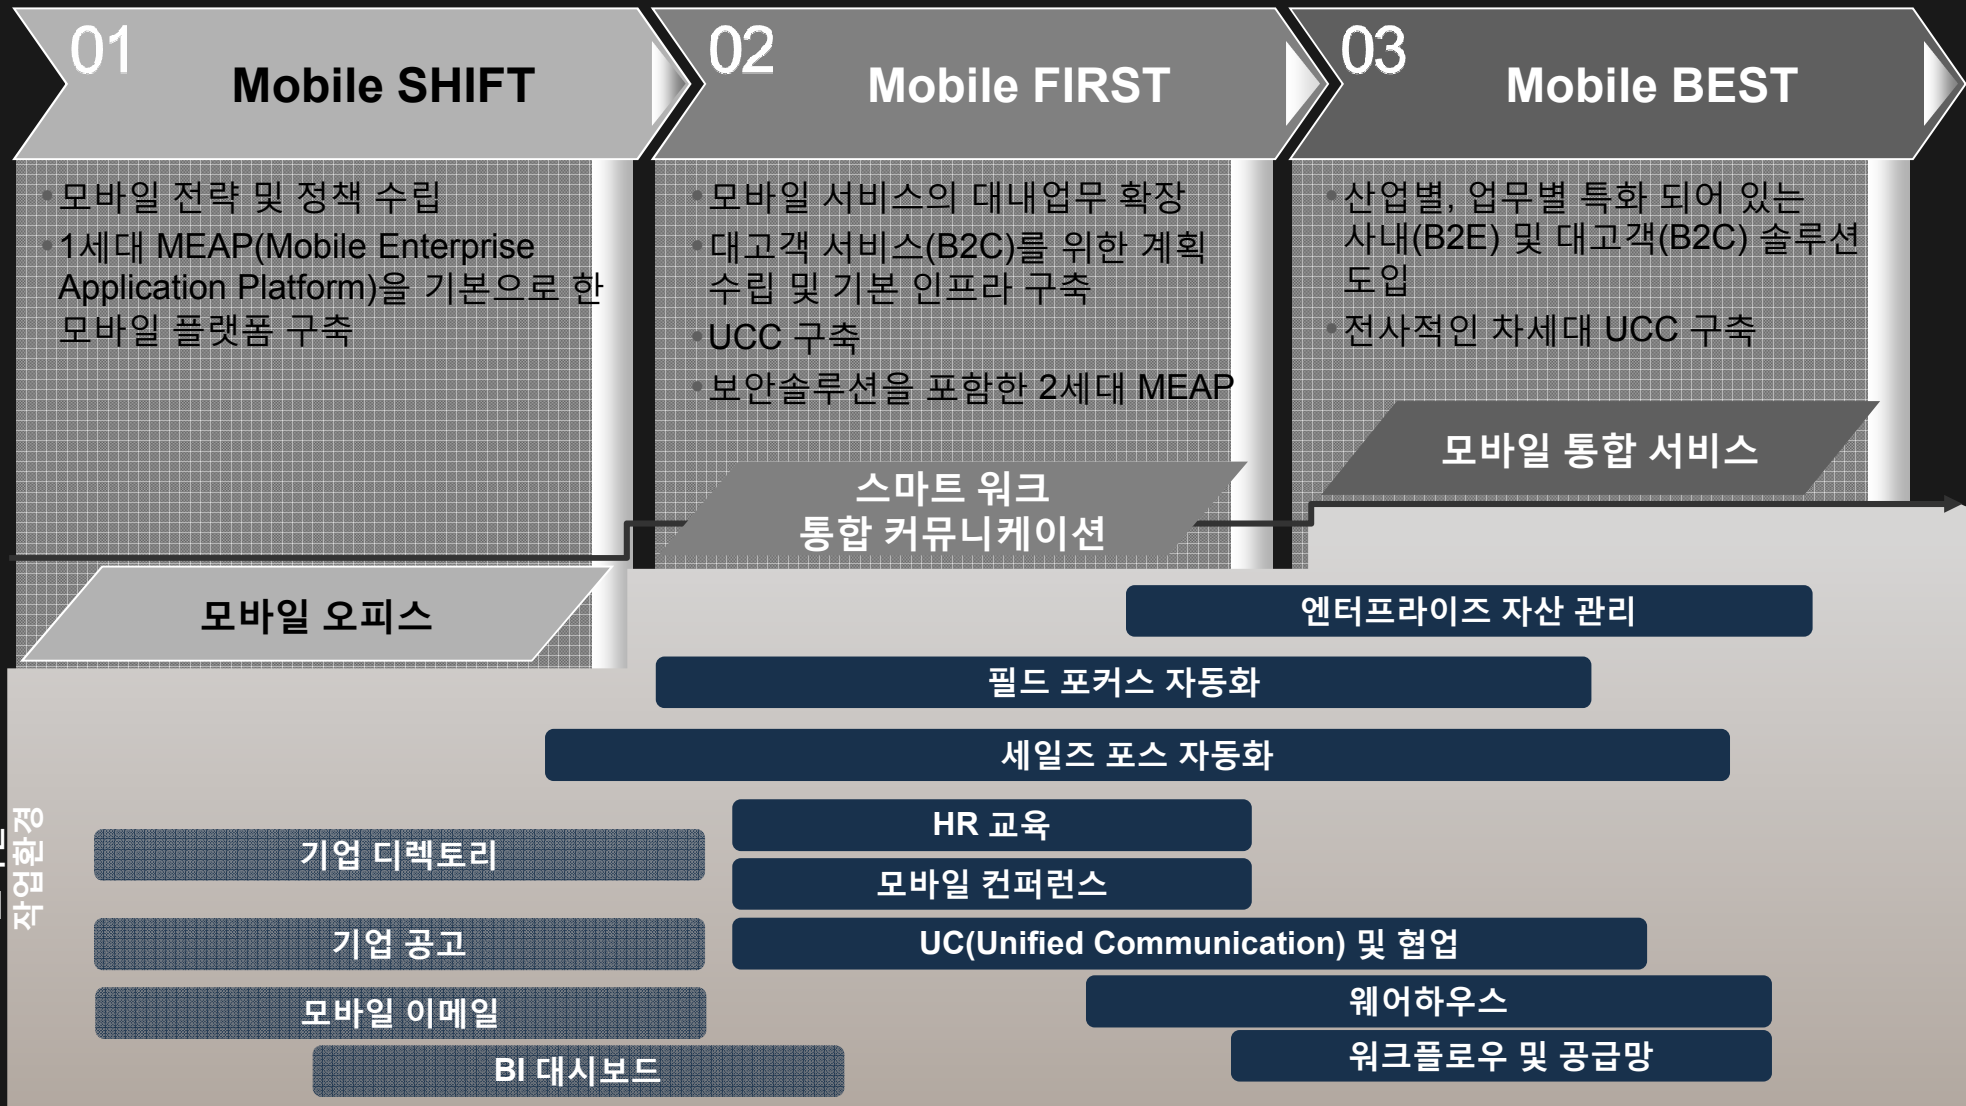 01
Mobile SHIFT
02
Mobile FIRST
03
Mobile BEST
모바일 전략 및 정책 수립
1세대 MEAP(Mobile Enterprise
Application Platform)을 기본으로 한
모바일 플랫폼 구축
모바일 서비스의 대내업무 확장
대고객 서비스(B2C)를 위한 계획
수립 및 기본 인프라 구축
UCC 구축
보안솔루션을 포함한 2세대 MEAP
산업별, 업무별 특화 되어 있는
사내(B2E) 및 대고객(B2C) 솔루션
도입
전사적인 차세대 UCC 구축
모바일 통합 서비스
스마트 워크
통합 커뮤니케이션
모바일 오피스
엔터프라이즈 자산 관리
필드 포커스 자동화
세일즈 포스 자동화
HR 교육
기업 디렉토리
모바일 컨퍼런스
작업환경
기업 공고
UC(Unified Communication) 및 협업
모바일 이메일
웨어하우스
BI 대시보드
워크플로우 및 공급망